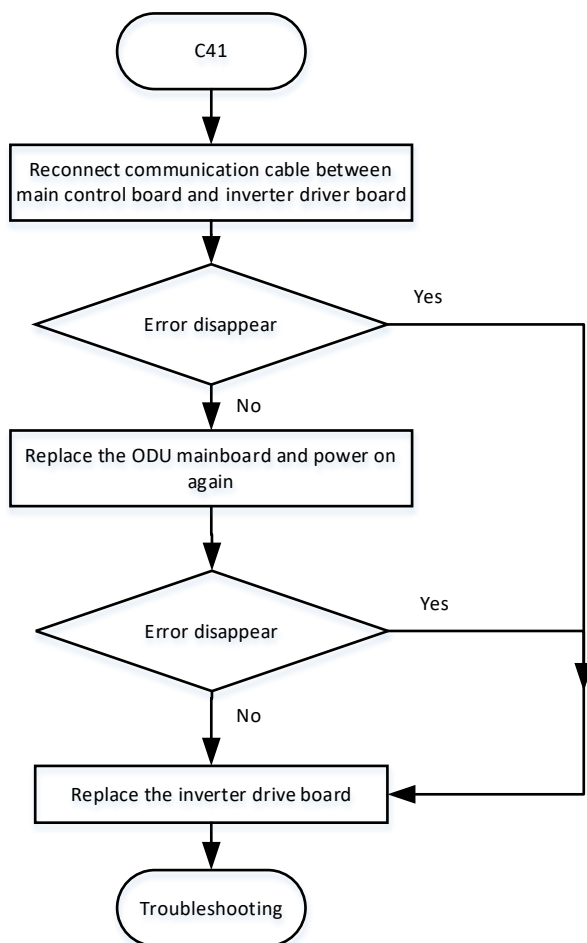 C41
Reconnect communication cable between
main control board and inverter driver board
Error disappear
Yes
No
Replace the ODU mainboard and power on
again
Error disappear
Yes
No
Replace the inverter drive board
Troubleshooting